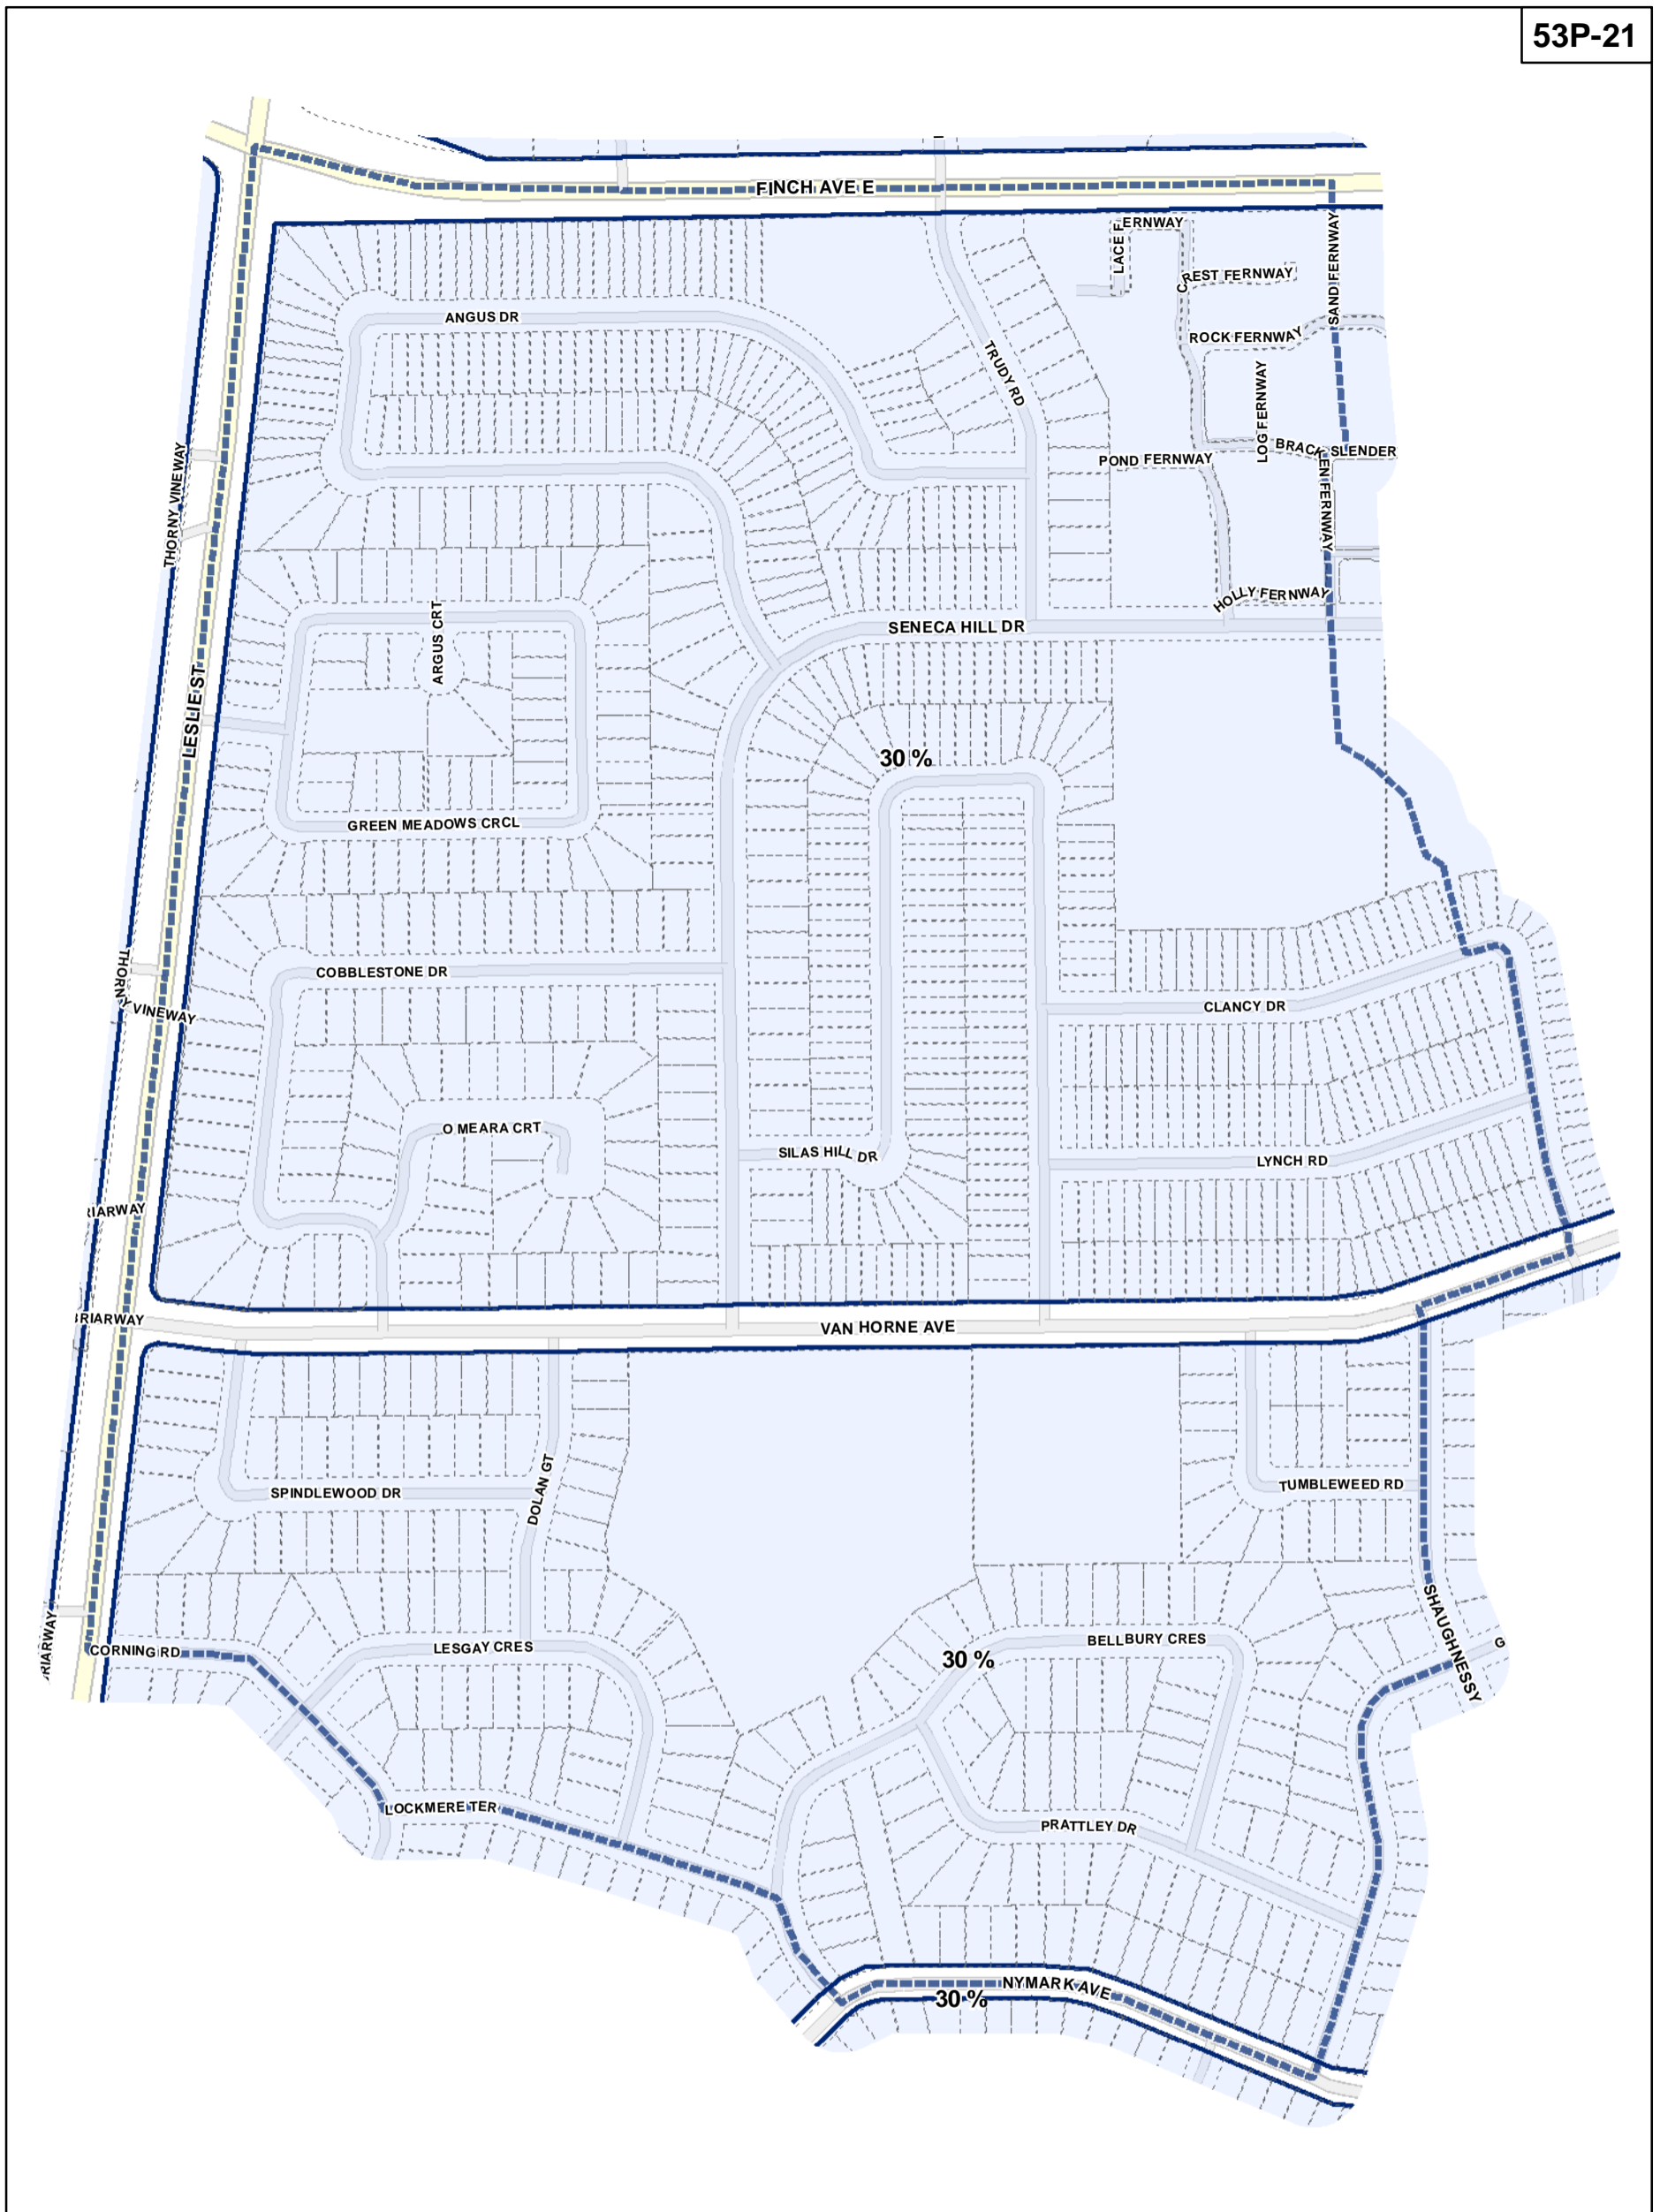 53P-21
FINCH AVE E
LACE F
ERNWAY
SAND FERNWAY
CREST FERNWAY
ANGUS DR
ROCK FERNWAY
TRUDY RD
LOG FERNWAY
THORNY VINEWAY
BRACK
SLENDER
POND FERNWAY
LEN FERNWAY
THORNY VINEWAY
HOLLY FERNWAY
SENECA HILL DR
ARGUS CRT
LESLIE ST
30 %
GREEN MEADOWS CRCL
COBBLESTONE DR
THORNY VINEWAY
CLANCY DR
O MEARA CRT
SILAS HILL DR
LYNCH RD
RIARWAY
BRIARWAY
VAN HORNE AVE
TUMBLEWEED RD
SPINDLEWOOD DR
DOLAN GT
SHAUGHNESSY
G
BELLBURY CRES
LESGAY CRES
CORNING RD
RIARWAY
30 %
LOCKMERE TER
PRATTLEY DR
NYMARK AVE
30 %